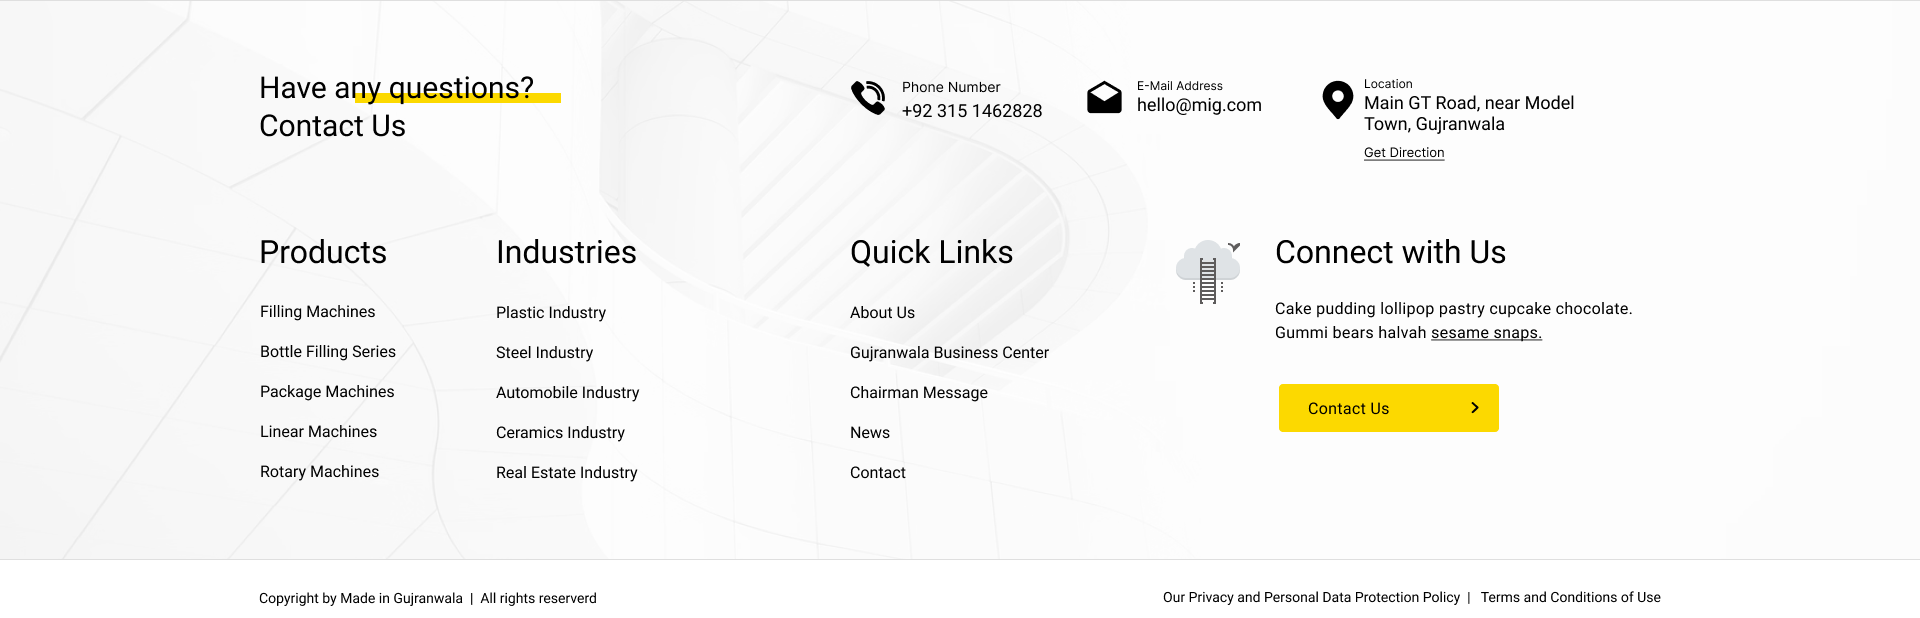 Have any questions?
Contact Us
Phone Number
+92 315 1462828
E-Mail Address
hello@mig.com
Location
Main GT Road, near Model
Town, Gujranwala
Get Direction
Products
Filling Machines
Bottle Filling Series
Package Machines
Linear Machines
Rotary Machines
Industries
Plastic Industry
Steel Industry
Automobile Industry
Ceramics Industry
Real Estate Industry
Quick Links
About Us
Gujranwala Business Center
Chairman Message
News
Contact
Connect with Us
Cake pudding lollipop pastry cupcake chocolate.
Gummi bears halvah sesame snaps.
Contact Us
Copyright by Made in Gujranwala | All rights reserverd
Our Privacy and Personal Data Protection Policy | Terms and Conditions of Use